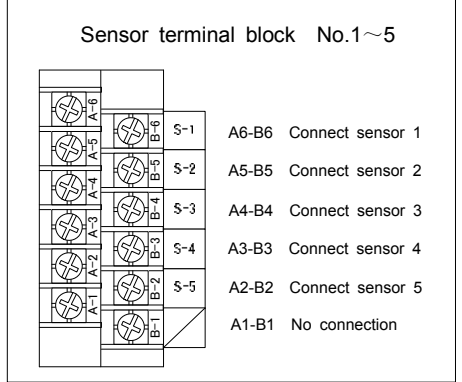 Sensor terminal block No.1～5
A-6
A-5
A-4
A-3
A-2
A-1
B-6
B-5
B-4
B-3
B-2
B-1
S-1
S-2
S-3
S-4
S-5
A6-B6 Connect sensor 1
A5-B5 Connect sensor 2
A4-B4 Connect sensor 3
A3-B3 Connect sensor 4
A2-B2 Connect sensor 5
A1-B1 No connection